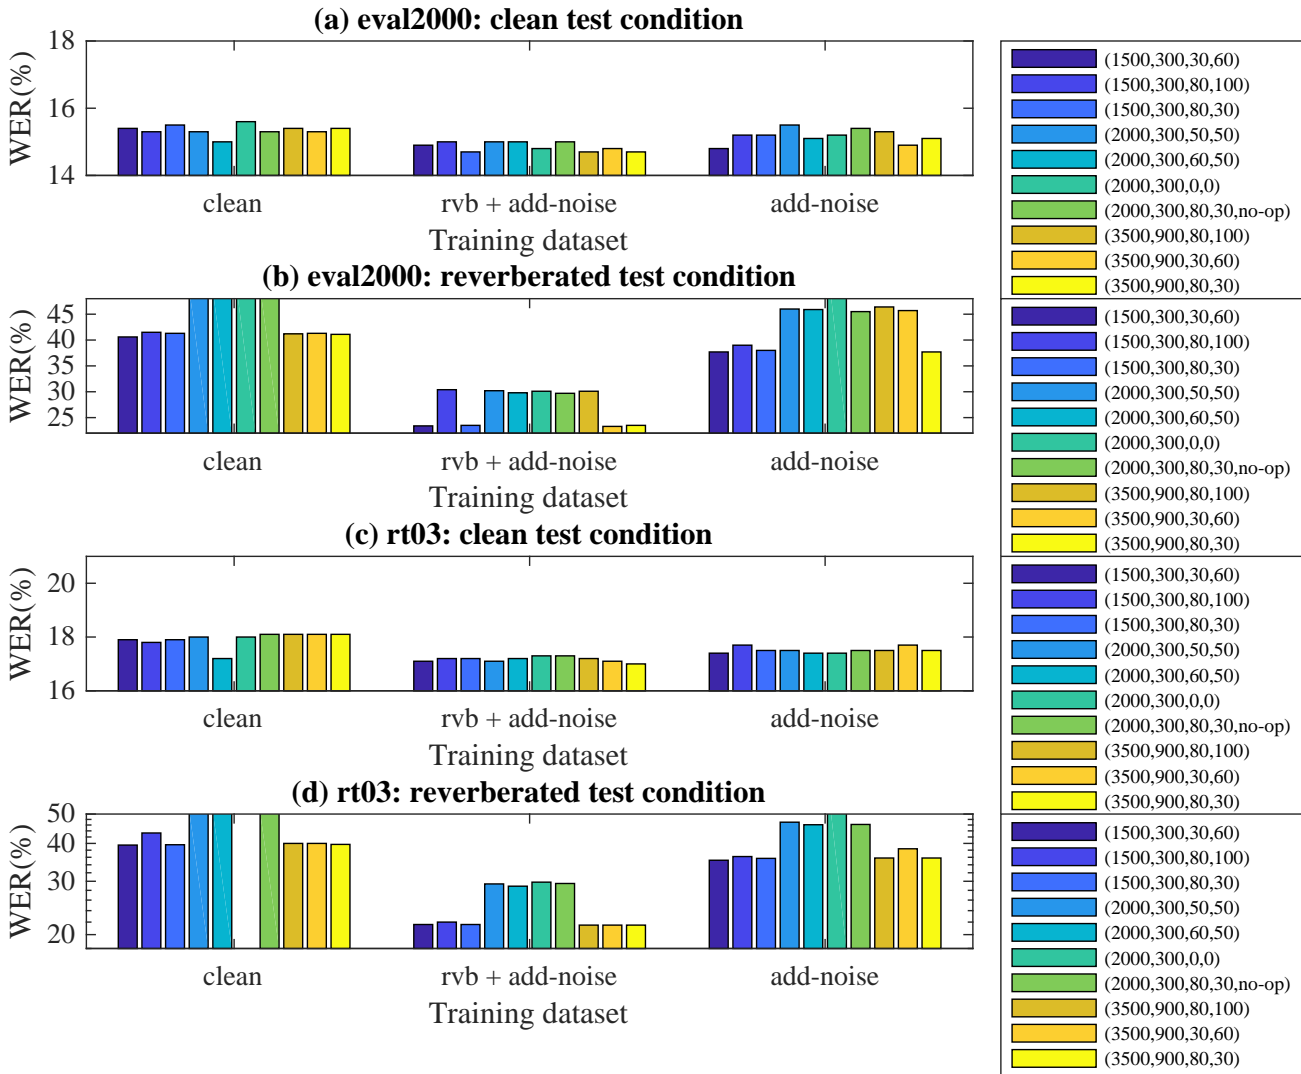 (a) eval2000: clean test condition
18
16
14
WER(%)
clean
rvb + add-noise
add-noise
Training dataset
(1500,300,30,60)
(1500,300,80,100)
(1500,300,80,30)
(2000,300,50,50)
(2000,300,60,50)
(2000,300,0,0)
(2000,300,80,30,no-op)
(3500,900,80,100)
(3500,900,30,60)
(3500,900,80,30)
(b) eval2000: reverberated test condition
45
40
35
30
25
WER(%)
clean
rvb + add-noise
add-noise
Training dataset
(1500,300,30,60)
(1500,300,80,100)
(1500,300,80,30)
(2000,300,50,50)
(2000,300,60,50)
(2000,300,0,0)
(2000,300,80,30,no-op)
(3500,900,80,100)
(3500,900,30,60)
(3500,900,80,30)
(c) rt03: clean test condition
20
18
16
WER(%)
clean
rvb + add-noise
add-noise
Training dataset
(1500,300,30,60)
(1500,300,80,100)
(1500,300,80,30)
(2000,300,50,50)
(2000,300,60,50)
(2000,300,0,0)
(2000,300,80,30,no-op)
(3500,900,80,100)
(3500,900,30,60)
(3500,900,80,30)
(d) rt03: reverberated test condition
50
40
30
20
WER(%)
clean
rvb + add-noise
add-noise
Training dataset
(1500,300,30,60)
(1500,300,80,100)
(1500,300,80,30)
(2000,300,50,50)
(2000,300,60,50)
(2000,300,0,0)
(2000,300,80,30,no-op)
(3500,900,80,100)
(3500,900,30,60)
(3500,900,80,30)